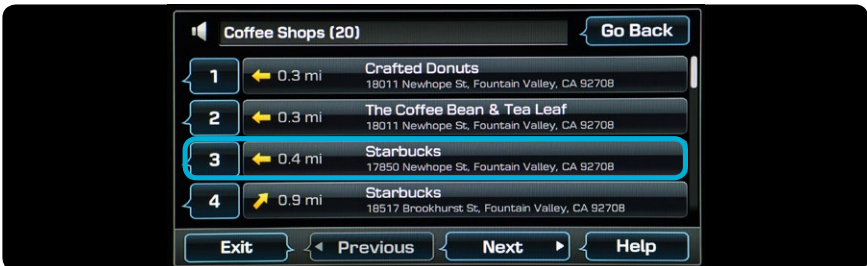 Coffee Shops (20)
Go Back
1
0.3 mi
Crafted Donuts
18011 Newhope St, Fountain Valley, CA 92708
2
0.3 mi
The Coffee Bean & Tea Leaf
18011 Newhope St, Fountain Valley, CA 92708
3
0.4 mi
Starbucks
17850 Newhope St, Fountain Valley, CA 92708
4
0.9 mi
Starbucks
18517 Brookhurst St, Fountain Valley, CA 92708
Exit
Previous
Next
Help